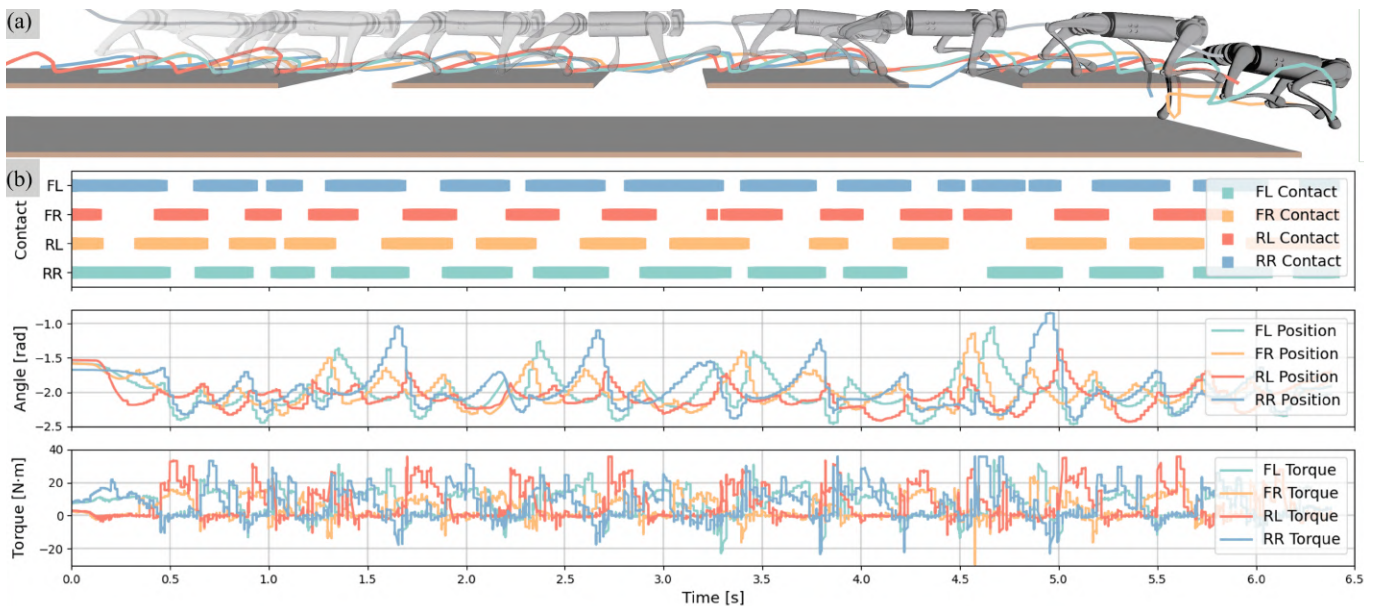 (a)
(b)
FL
FR
RL
RR
Contact
FL Contact
FR Contact
RL Contact
RR Contact
−1.0
−1.5
−2.0
−2.5
Angle [rad]
FL Position
FR Position
RL Position
RR Position
40
20
0
−20
Torque [N·m]
FL Torque
FR Torque
RL Torque
RR Torque
0.0 0.5 1.0 1.5 2.0 2.5 3.0 3.5 4.0 4.5 5.0 5.5 6.0 6.5
Time [s]